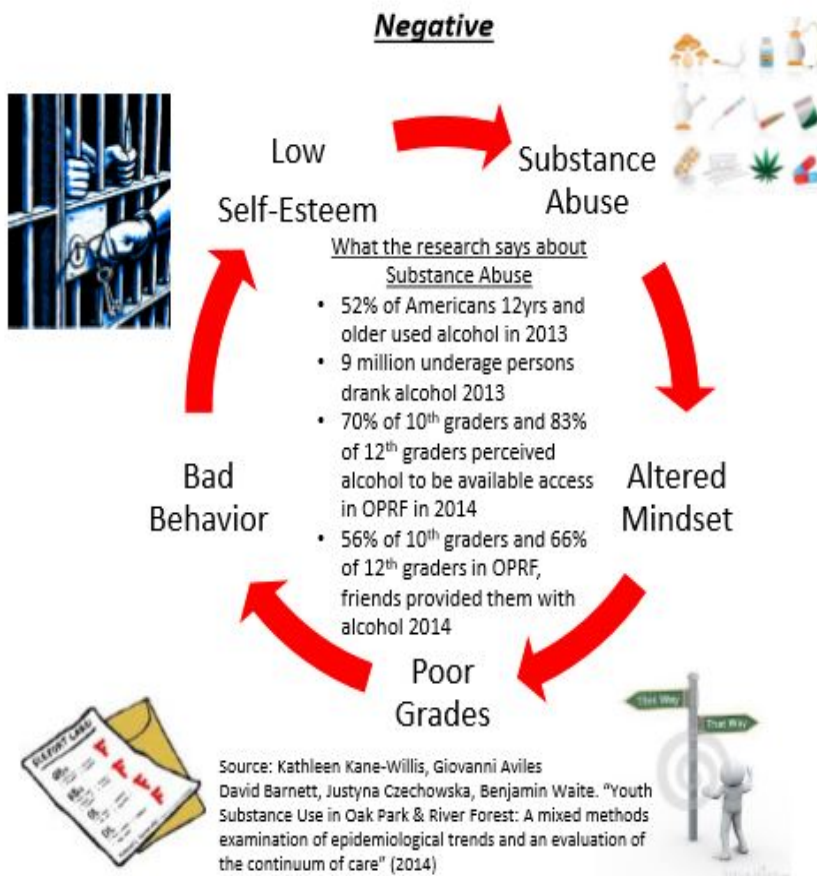 Negative
Low
Self-Esteem
Substance
Abuse
What the research says about
Substance Abuse
• 52% of Americans 12yrs and
older used alcohol in 2013
• 9 million underage persons
drank alcohol 2013
• 70% of 10th graders and 83%
of 12th graders perceived
alcohol to be available access
in OPRF in 2014
• 56% of 10th graders and 66%
of 12th graders in OPRF,
friends provided them with
alcohol 2014
Bad
Behavior
Altered
Mindset
Poor
Grades
This Way
That Way
REPORT CARD
Source: Kathleen Kane-Willis, Giovanni Aviles
David Barnett, Justyna Czechowska, Benjamin Waite. “Youth
Substance Use in Oak Park & River Forest: A mixed methods
examination of epidemiological trends and an evaluation of
the continuum of care” (2014)